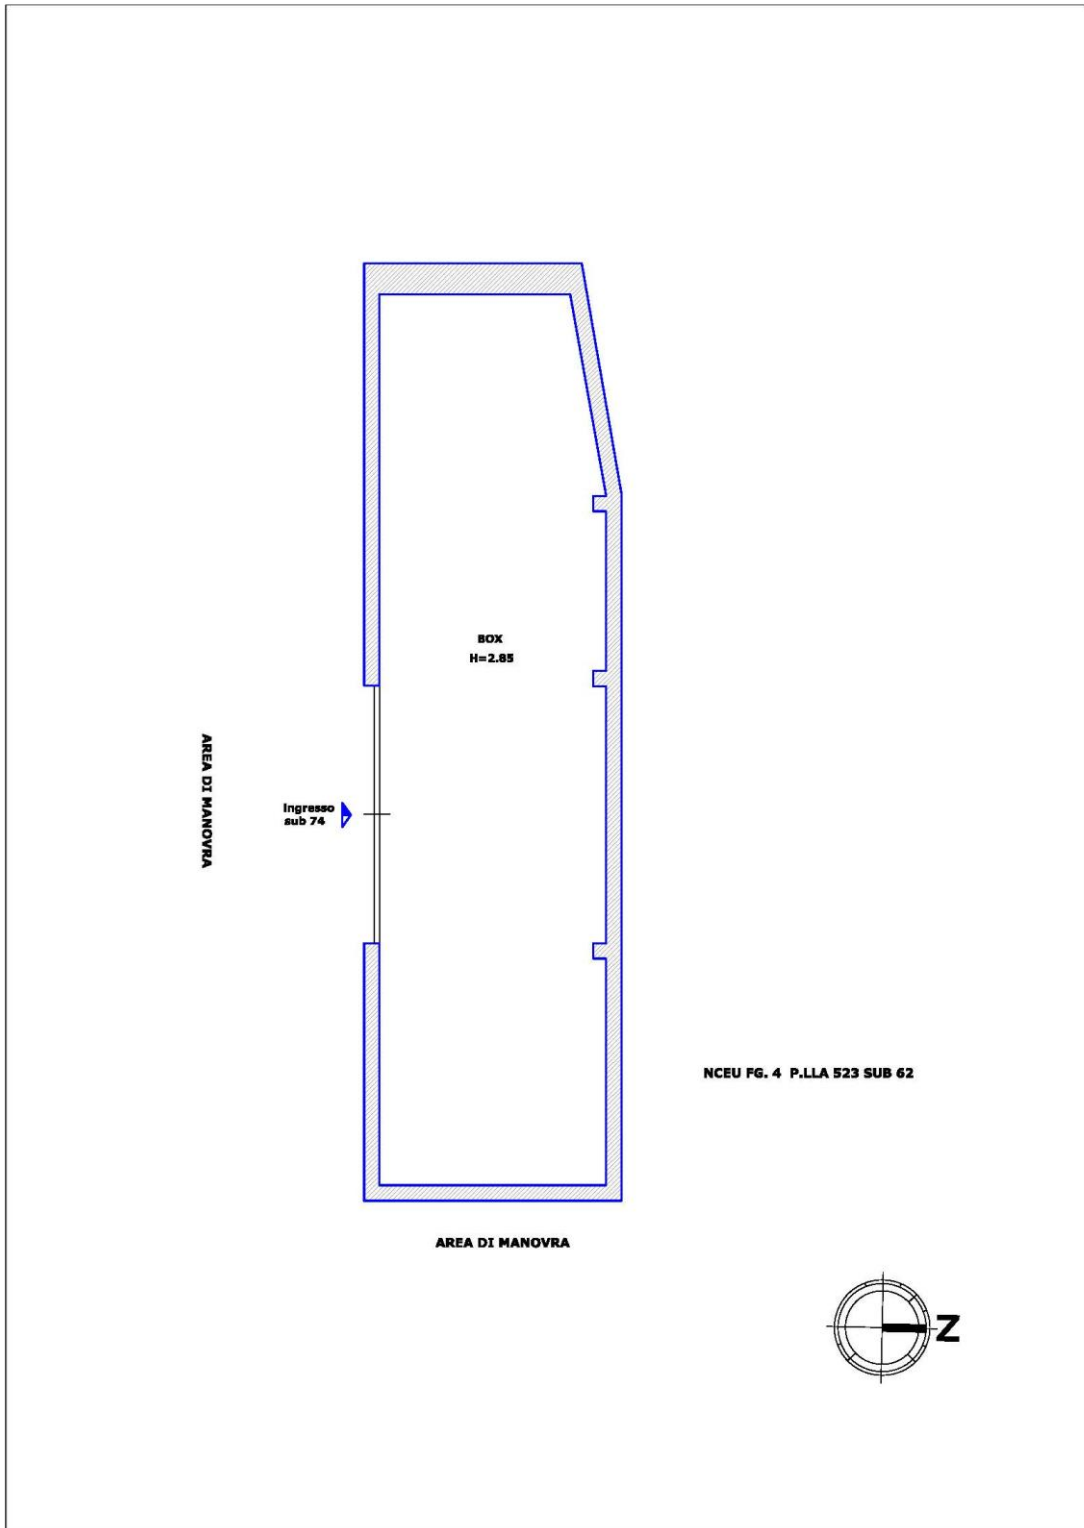 BOX
H=2.85
AREA DI MANOVRA
Ingresso
sub 74
NCEU FG. 4 P.LLA 523 SUB 62
AREA DI MANOVRA
N